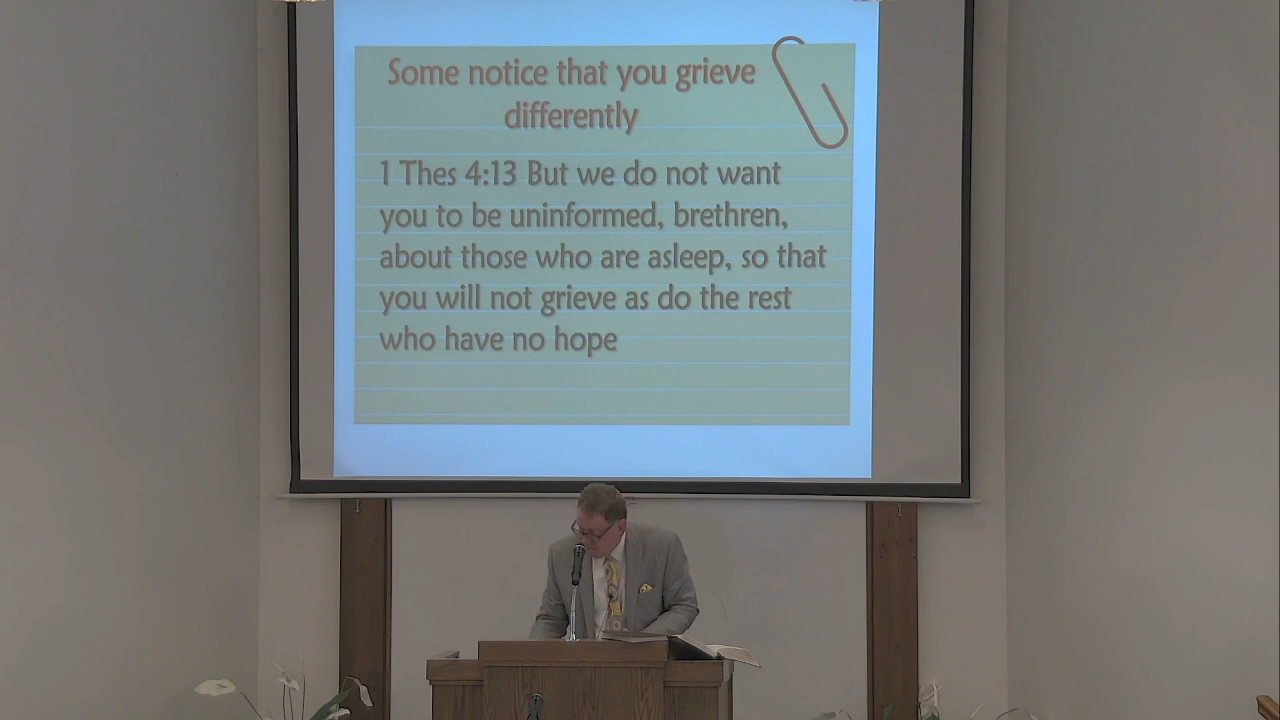 Some notice that you grieve
differently
1 Thes 4:13 But we do not want
you to be uninformed, brethren,
about those who are asleep, so that
you will not grieve as do the rest
who have no hope